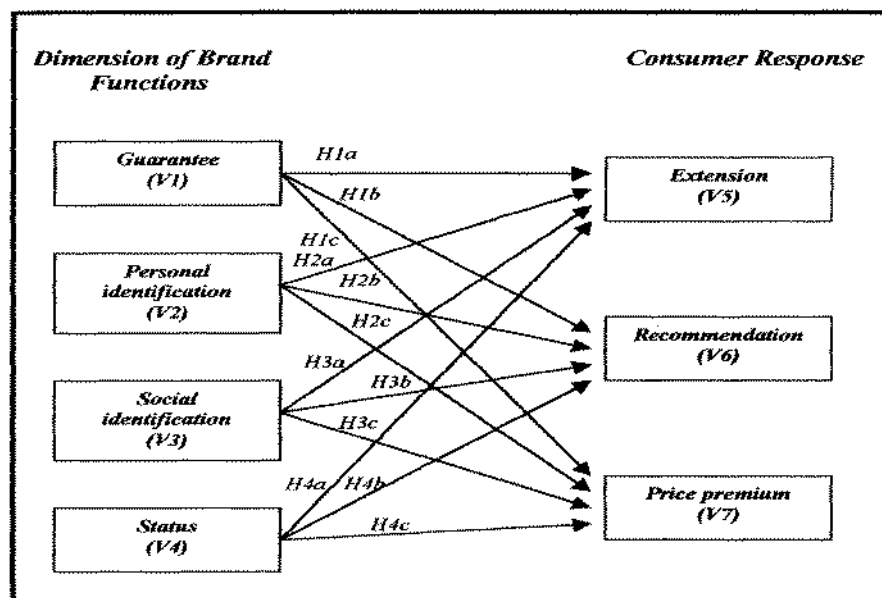 Dimension of Brand
Functions
Consumer Response
Guarantee
(V1)
Personal
identification
(V2)
Social
identification
(V3)
Status
(V4)
H1a
H1b
H1c
H2a
H2b
H2c
H3a
H3b
H3c
H4a
H4b
H4c
Extension
(V5)
Recommendation
(V6)
Price premium
(V7)